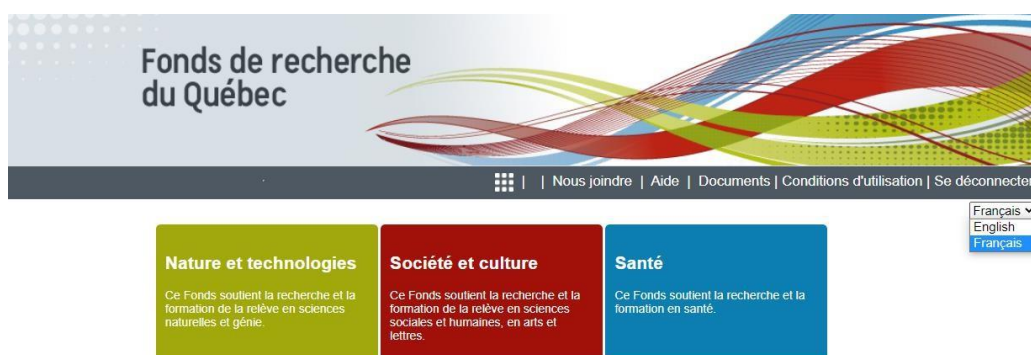 Fonds de recherche
du Québec
| | Nous joindre | Aide | Documents | Conditions d'utilisation | Se déconnecter
Français
English
Français
Nature et technologies
Ce Fonds soutient la recherche et la
formation de la relève en sciences
naturelles et génie.
Société et culture
Ce Fonds soutient la recherche et la
formation de la relève en sciences
sociales et humaines, en arts et
lettres.
Santé
Ce Fonds soutient la recherche et la
formation en santé.